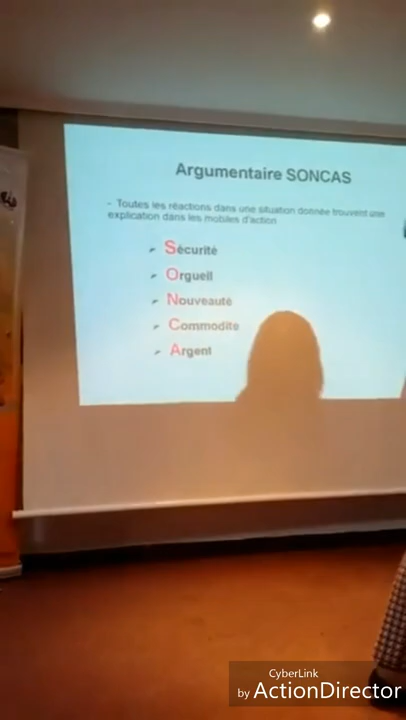 Argumentaire SONCAS
- Toutes les réactions dans une situation donnée trouvent une
explication dans les mobiles d'action
Sécurité
Orgueil
Nouveauté
Commodité
Argent
CyberLink
by ActionDirector